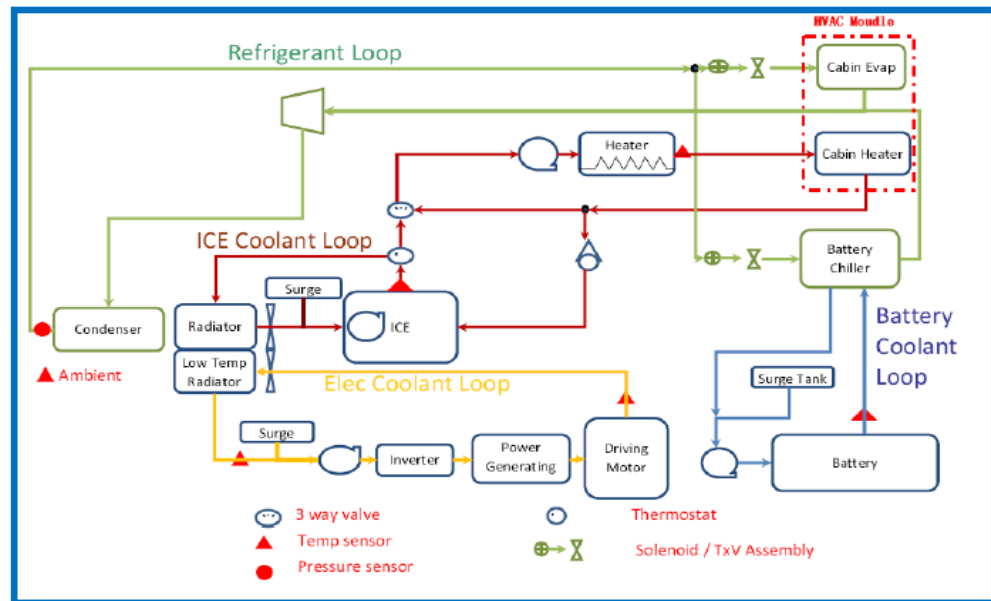 HVAC Moudle
Refrigerant Loop
Cabin Evap
Heater
Cabin Heater
ICE Coolant Loop
Surge
Battery
Chiller
Condenser
Radiator
ICE
Battery
Coolant
Loop
Low Temp
Radiator
Ambient
Elec Coolant Loop
Surge Tank
Surge
Inverter
Power
Generating
Driving
Motor
Battery
3 way valve
Thermostat
Temp sensor
Solenoid / TxV Assembly
Pressure sensor